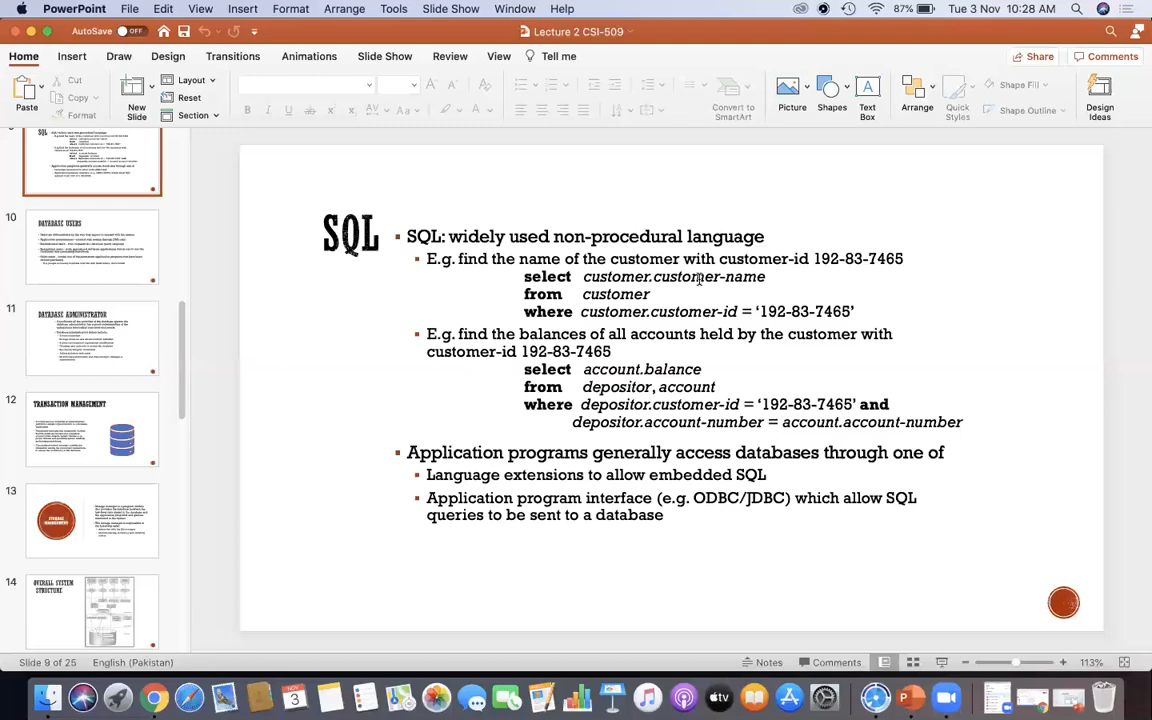 PowerPoint File Edit View Insert Format Arrange Tools Slide Show Window Help 87% Tue 3 Nov 10:28 AM
AutoSave OFF Lecture 2 CSI-509
Home Insert Draw Design Transitions Animations Slide Show Review View Tell me Share Comments
Paste Cut Copy Format
New Slide Layout Reset Section
Convert to SmartArt
Picture Shapes Text Box Arrange Quick Styles Shape Fill Shape Outline Design Ideas
SQL
10
DATABASE USERS
11
DATABASE ADMINISTRATOR
12
TRANSACTION MANAGEMENT
13
STORAGE MANAGEMENT
14
OVERALL SYSTEM STRUCTURE
SQL
▪ SQL: widely used non-procedural language
▪ E.g. find the name of the customer with customer-id 192-83-7465
select customer.customer-name
from customer
where customer.customer-id = ‘192-83-7465’
▪ E.g. find the balances of all accounts held by the customer with
customer-id 192-83-7465
select account.balance
from depositor, account
where depositor.customer-id = ‘192-83-7465’ and
depositor.account-number = account.account-number
▪ Application programs generally access databases through one of
▪ Language extensions to allow embedded SQL
▪ Application program interface (e.g. ODBC/JDBC) which allow SQL
queries to be sent to a database
Slide 9 of 25 English (Pakistan) Notes Comments 113%
NOV
3
tv